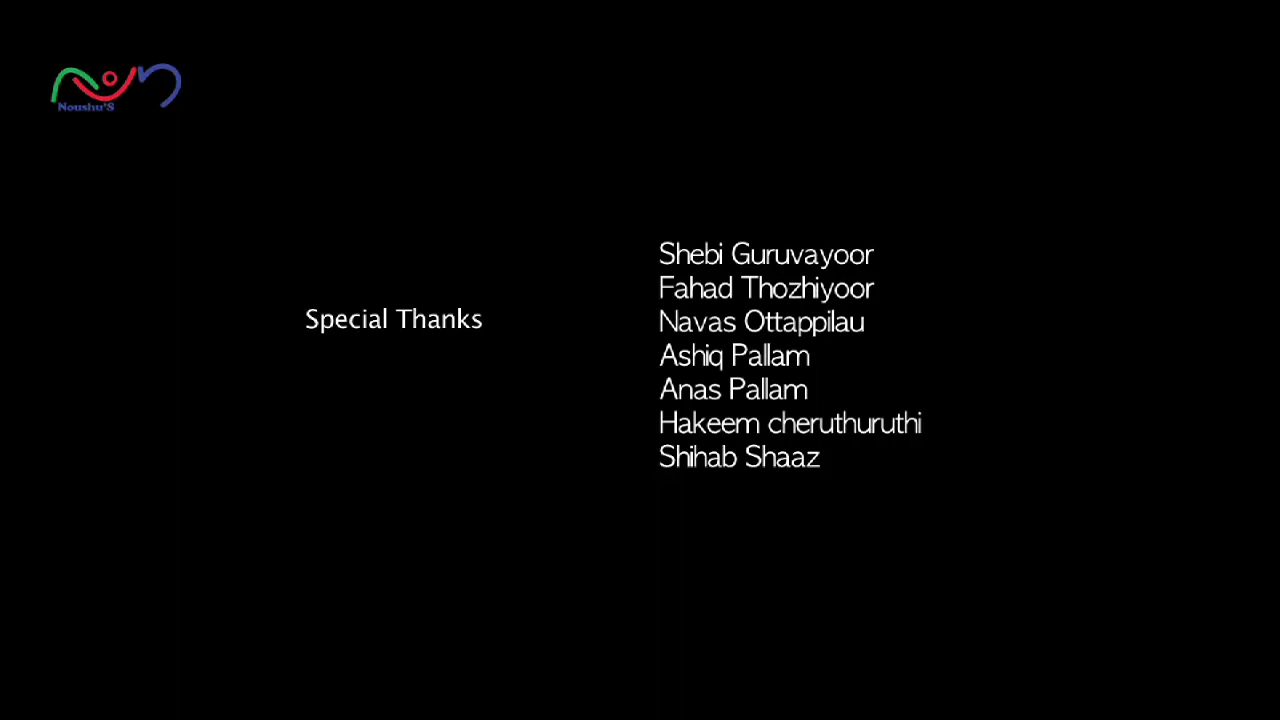 Noushu'S
Special Thanks
Shebi Guruvayoor
Fahad Thozhiyoor
Navas Ottappilau
Ashiq Pallam
Anas Pallam
Hakeem cheruthuruthi
Shihab Shaaz